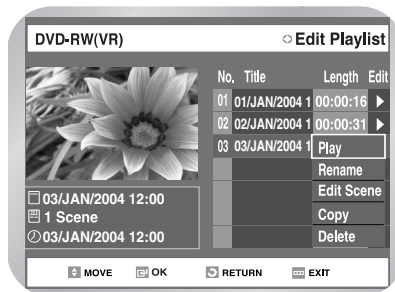 DVD-RW(VR) Edit Playlist
No. Title Length Edit
01 01/JAN/2004 1 00:00:16
02 02/JAN/2004 1 00:00:31
03 03/JAN/2004 1 Play
Rename
Edit Scene
Copy
Delete
03/JAN/2004 12:00
1 Scene
03/JAN/2004 12:00
MOVE OK RETURN EXIT